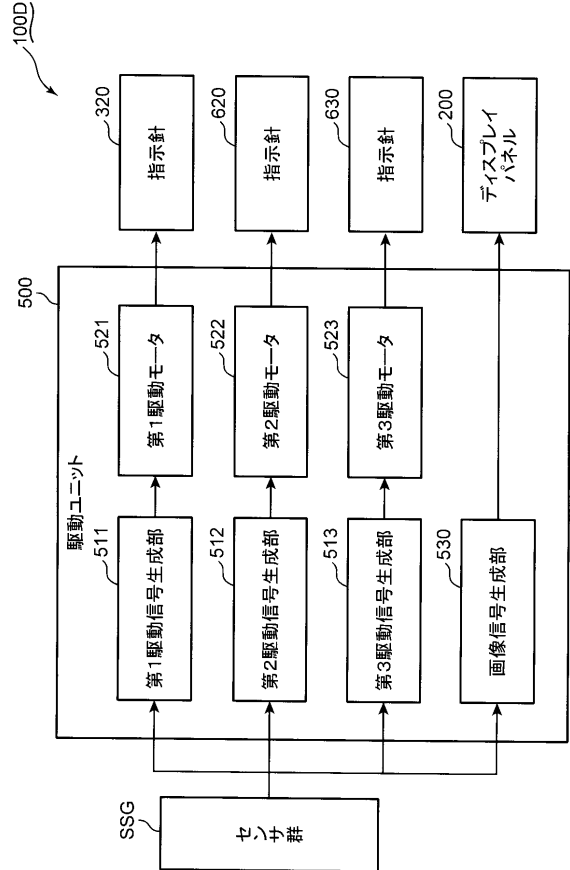 100D
500
駆動ユニット
SSG
センサ群
511
第1駆動信号生成部
521
第1駆動モータ
320
指示針
512
第2駆動信号生成部
522
第2駆動モータ
620
指示針
513
第3駆動信号生成部
523
第3駆動モータ
630
指示針
530
画像信号生成部
200
ディスプレイ
パネル